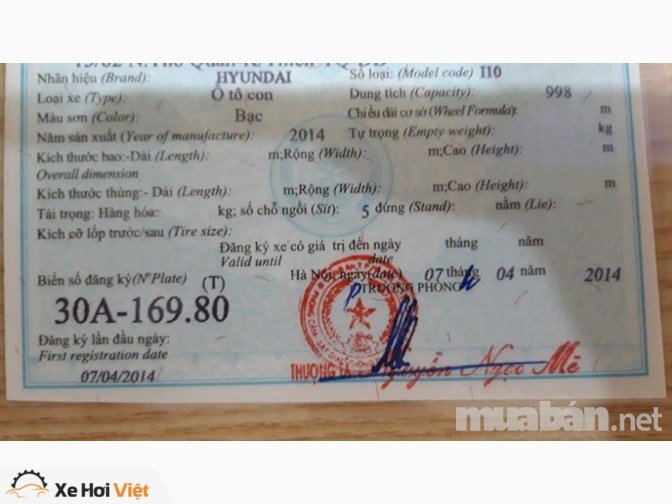 Nhãn hiệu (Brand): HYUNDAI Số loại: (Model code) I10
Loại xe (Type): Ô tô con Dung tích (Capacity): 998
Màu sơn (Color): Bạc Chiều dài cơ sở (Wheel Formula): m
Năm sản xuất (Year of manufacture): 2014 Tự trọng (Empty weight): kg
Kích thước bao:-Dài (Length): m;Rộng (Width): m;Cao (Height): m
Overall dimension
Kích thước thùng:- Dài (Length): m;Rộng (Width): m;Cao (Height): m
Tải trọng: Hàng hóa: kg; số chỗ ngồi (Sit): 5 đứng (Stand): nằm (Lie):
Kích cỡ lốp trước/sau (Tire size):
Đăng ký xe có giá trị đến ngày tháng năm
Valid until date
Hà Nội, ngày(date) 07 tháng 04 năm 2014
Biển số đăng ký(N°Plate) (T) TRƯỞNG PHÒNG
30A-169.80
Đăng ký lần đầu ngày:
First registration date
07/04/2014 THƯỢNG TÁ Nguyễn Ngọc Mê
muabán.net
Xe Hơi Việt